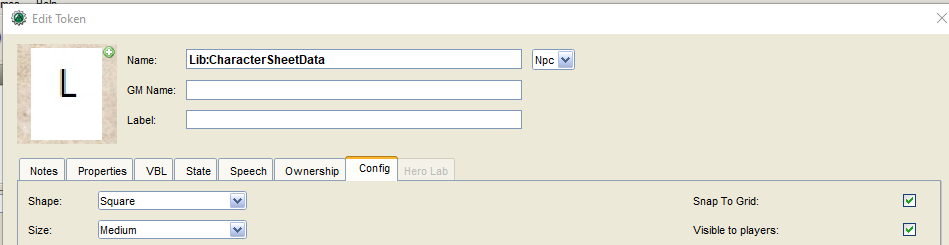 Edit Token
L
Name: Lib:CharacterSheetData Npc
GM Name:
Label:
Notes Properties VBL State Speech Ownership Config Hero Lab
Shape: Square Snap To Grid:
Size: Medium Visible to players: